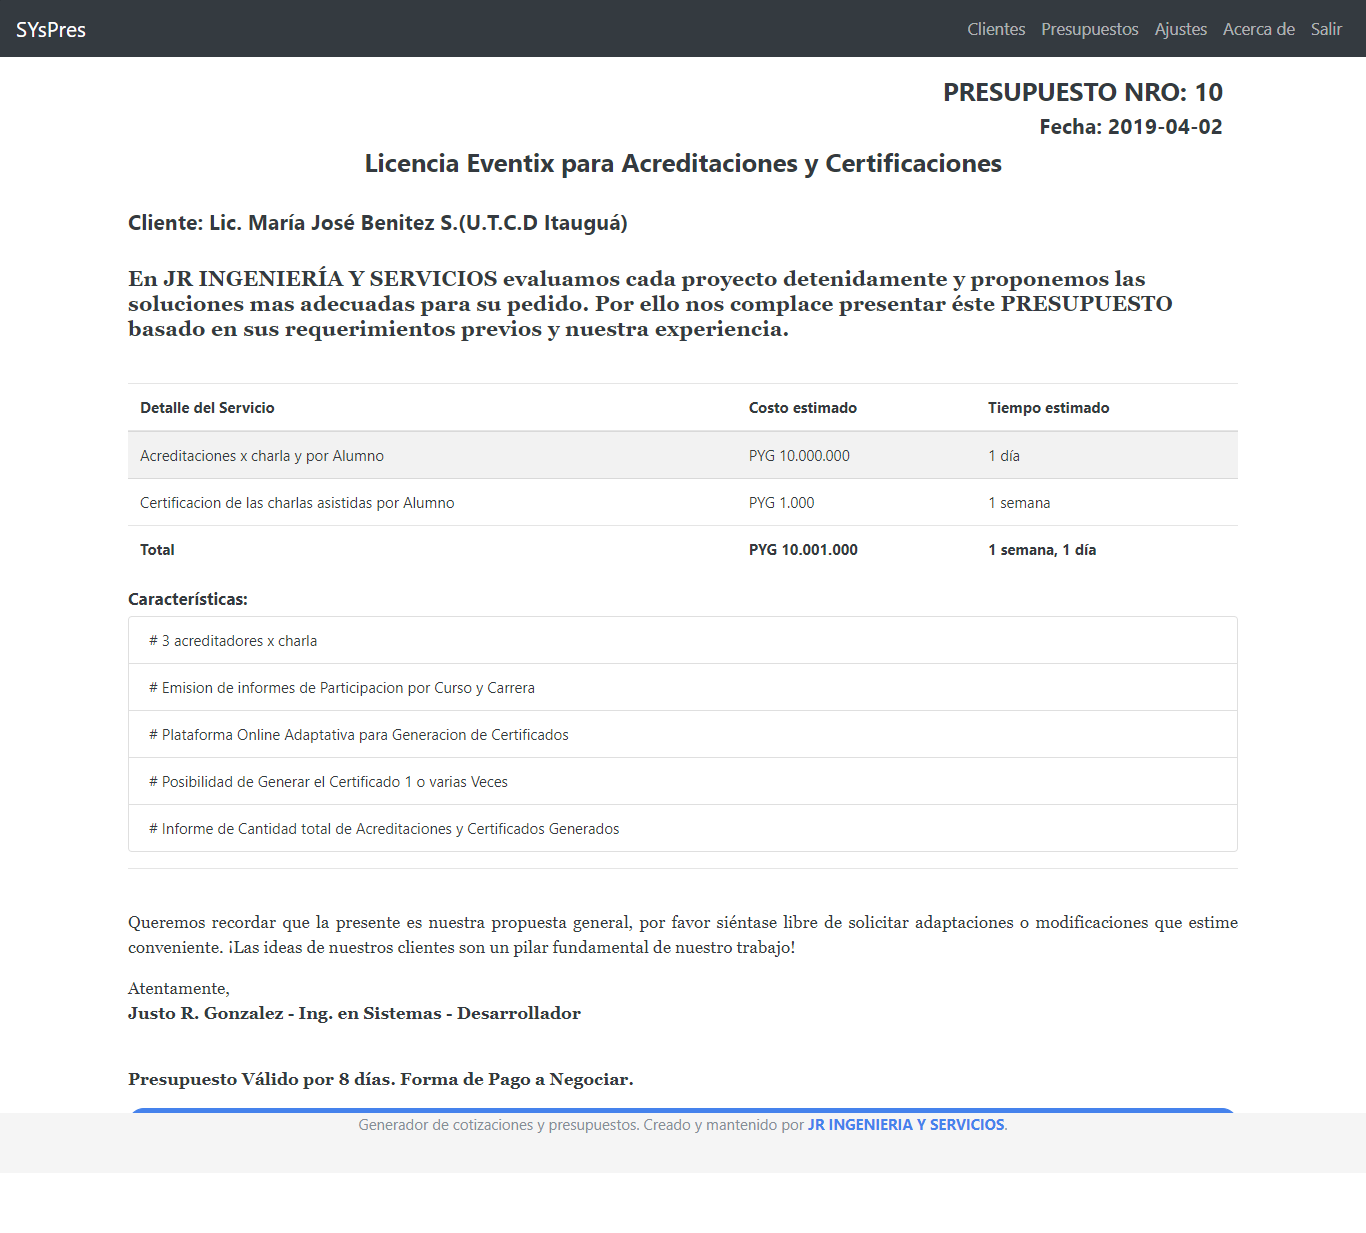 SYsPres
Clientes Presupuestos Ajustes Acerca de Salir
PRESUPUESTO NRO: 10
Fecha: 2019-04-02
Licencia Eventix para Acreditaciones y Certificaciones
Cliente: Lic. María José Benitez S.(U.T.C.D Itauguá)
En JR INGENIERÍA Y SERVICIOS evaluamos cada proyecto detenidamente y proponemos las
soluciones mas adecuadas para su pedido. Por ello nos complace presentar éste PRESUPUESTO
basado en sus requerimientos previos y nuestra experiencia.
Detalle del Servicio Costo estimado Tiempo estimado
Acreditaciones x charla y por Alumno PYG 10.000.000 1 día
Certificacion de las charlas asistidas por Alumno PYG 1.000 1 semana
Total PYG 10.001.000 1 semana, 1 día
Características:
# 3 acreditadores x charla
# Emision de informes de Participacion por Curso y Carrera
# Plataforma Online Adaptativa para Generacion de Certificados
# Posibilidad de Generar el Certificado 1 o varias Veces
# Informe de Cantidad total de Acreditaciones y Certificados Generados
Queremos recordar que la presente es nuestra propuesta general, por favor siéntase libre de solicitar adaptaciones o modificaciones que estime
conveniente. ¡Las ideas de nuestros clientes son un pilar fundamental de nuestro trabajo!
Atentamente,
Justo R. Gonzalez - Ing. en Sistemas - Desarrollador
Presupuesto Válido por 8 días. Forma de Pago a Negociar.
Generador de cotizaciones y presupuestos. Creado y mantenido por JR INGENIERIA Y SERVICIOS.